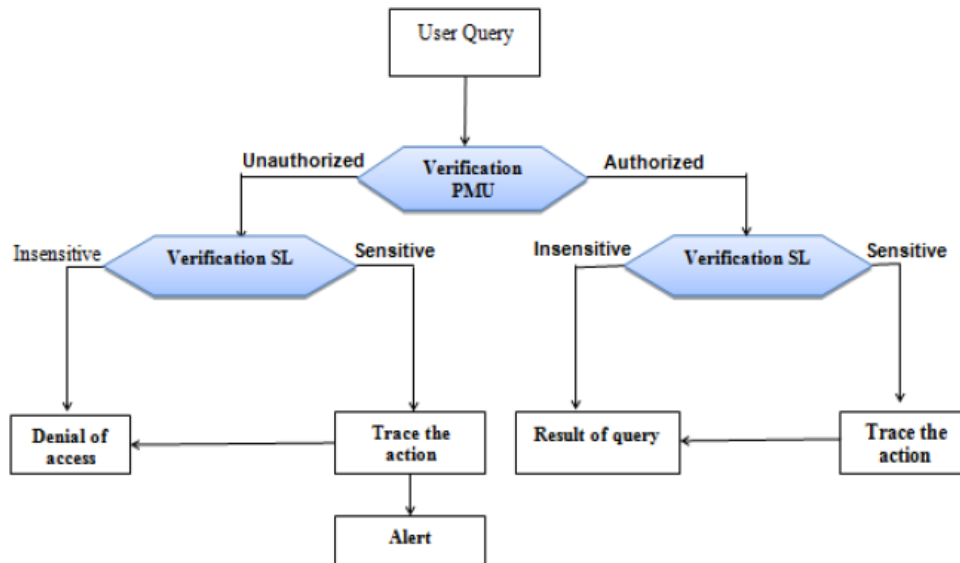 User Query
Unauthorized
Verification
PMU
Authorized
Insensitive
Verification SL
Sensitive
Insensitive
Verification SL
Sensitive
Denial of
access
Trace the
action
Result of query
Trace the
action
Alert